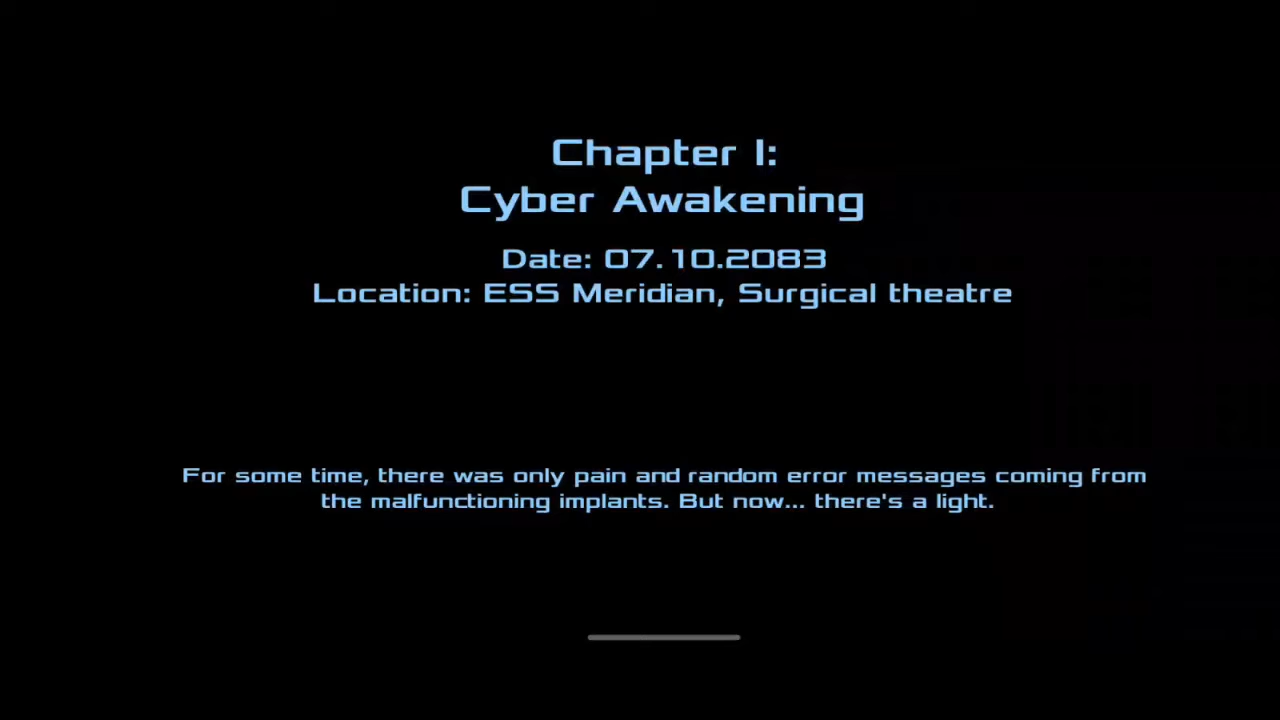 Chapter I:
Cyber Awakening
Date: 07.10.2083
Location: ESS Meridian, Surgical theatre
For some time, there was only pain and random error messages coming from
the malfunctioning implants. But now... there's a light.